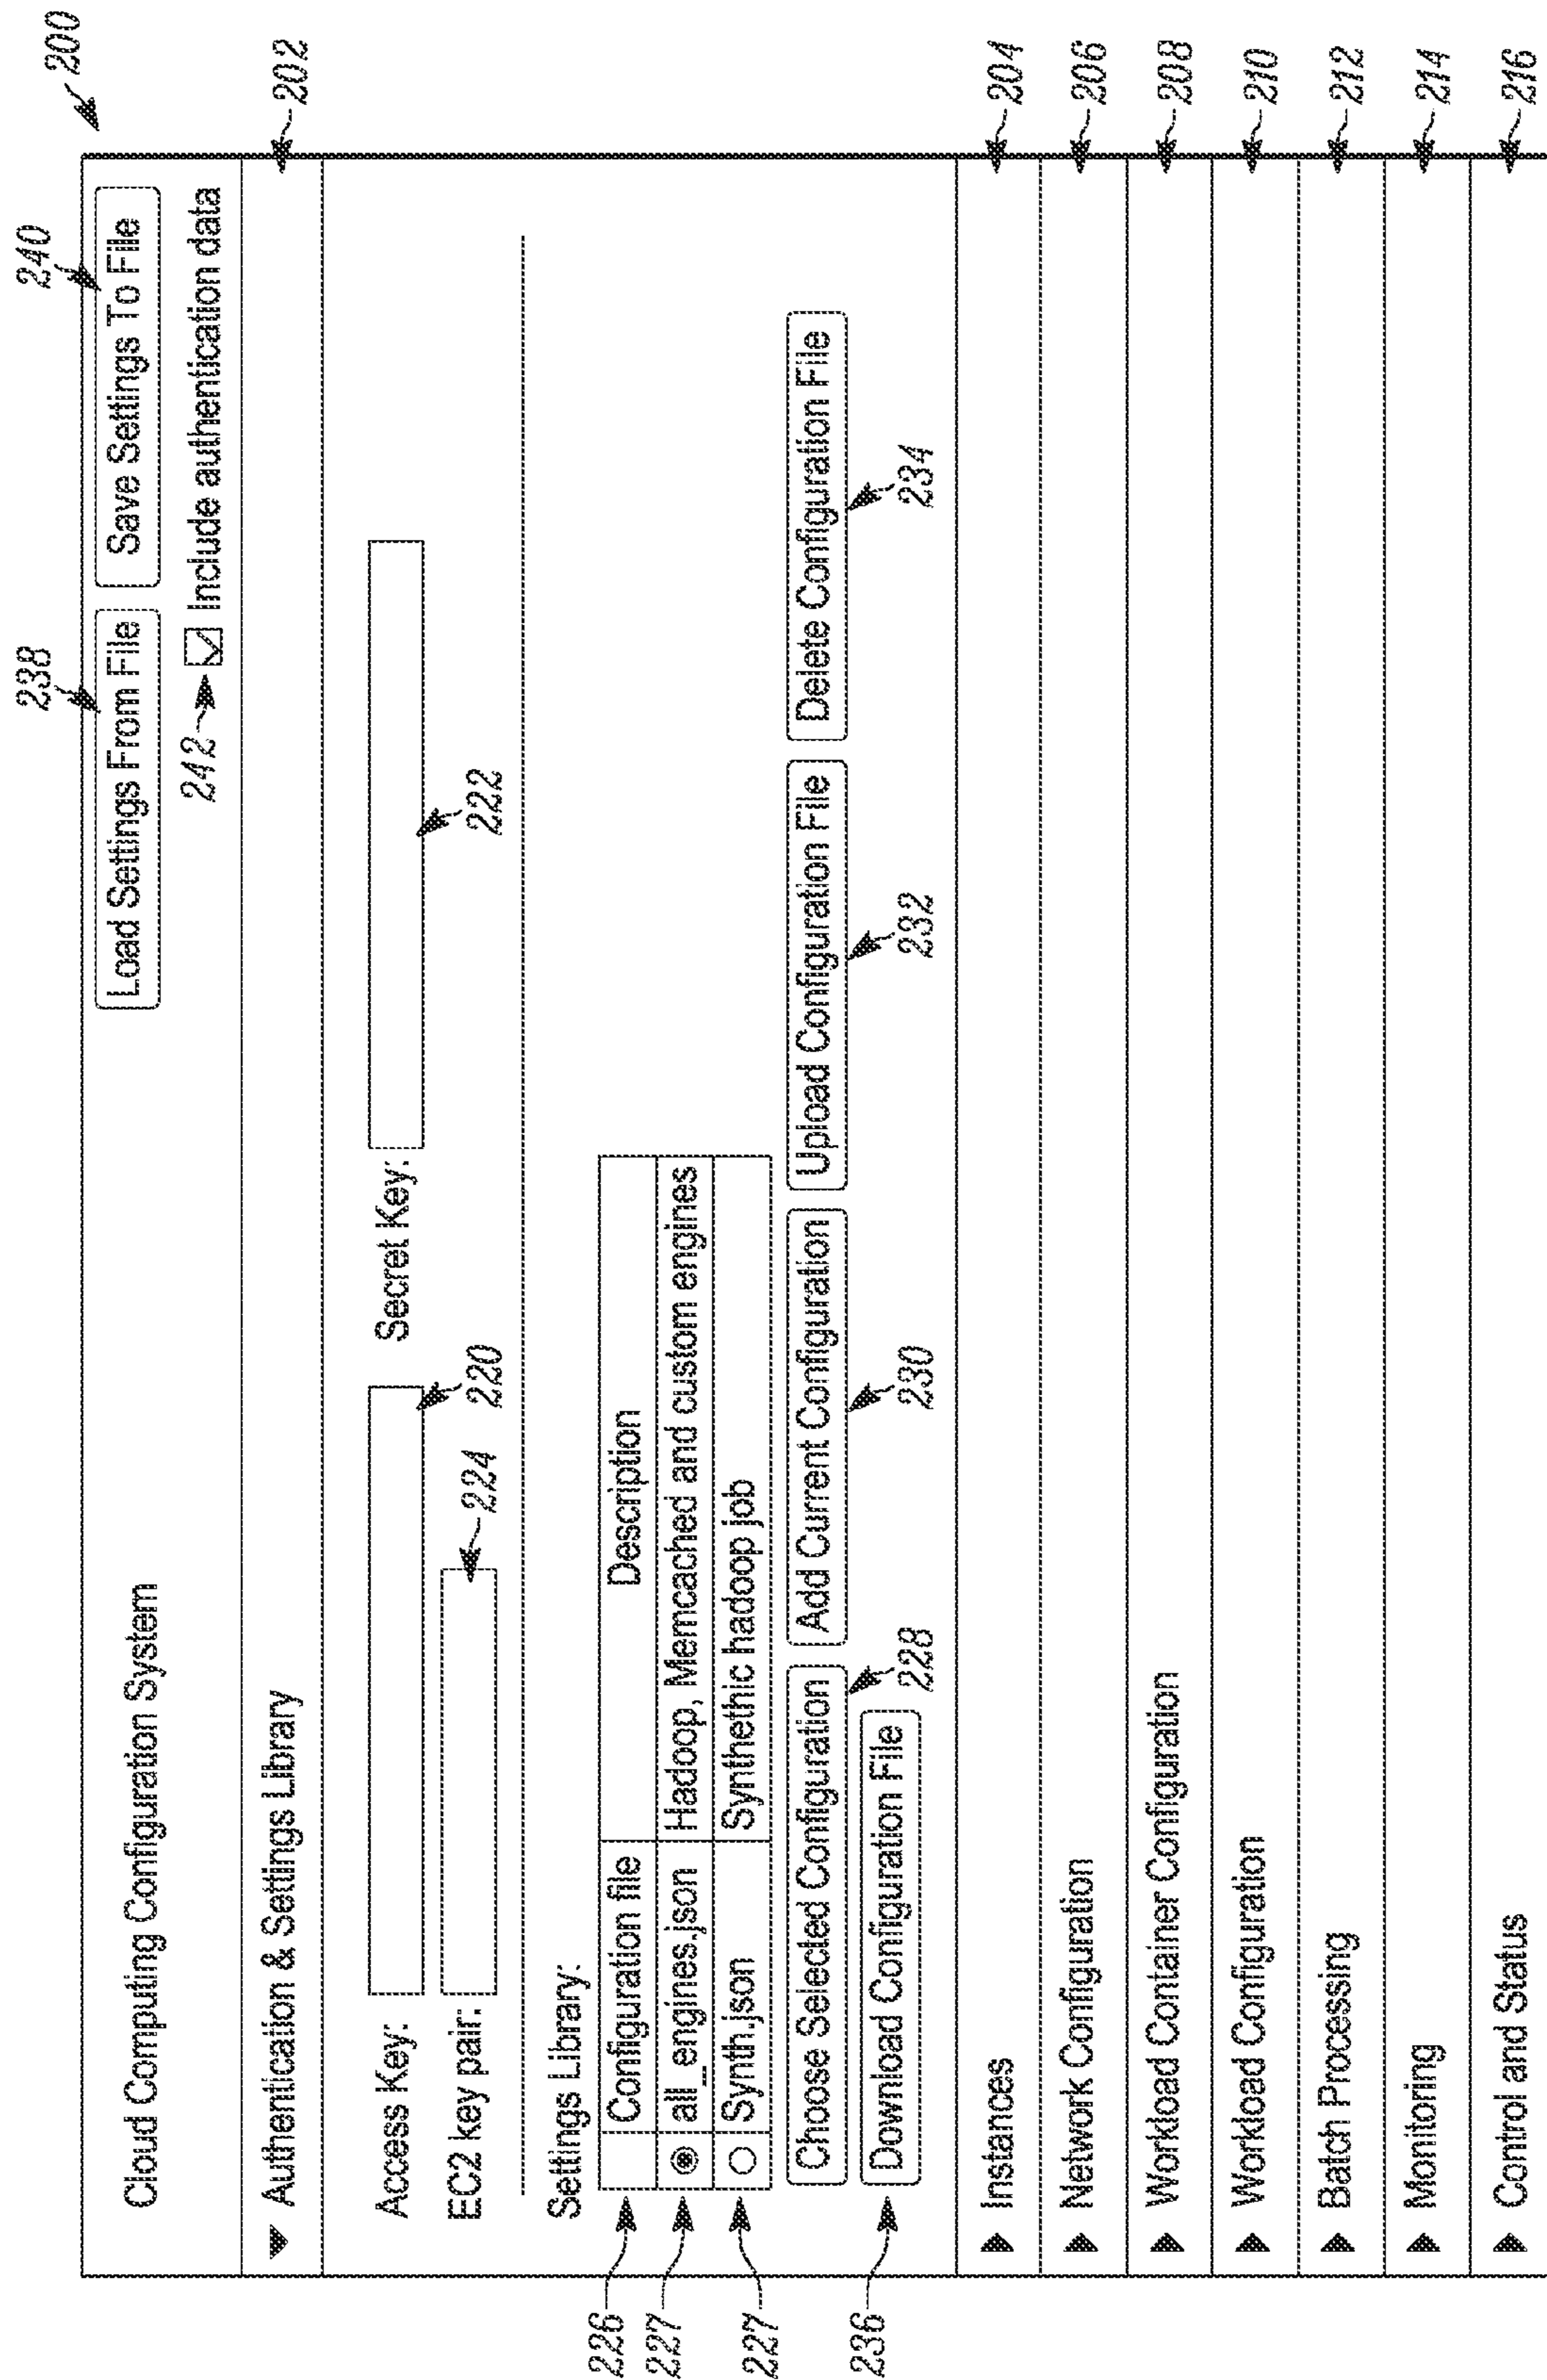 200
238
240
Cloud Computing Configuration System
Load Settings From File
Save Settings To File
242
Include authentication data
Authentication & Settings Library
202
Access Key:
220
Secret Key:
222
EC2 key pair:
224
Settings Library:
226
Configuration file
Description
227
all_engines.json
Hadoop, Memcached and custom engines
227
Synth.json
Synthethic hadoop job
Choose Selected Configuration
Add Current Configuration
Upload Configuration File
Delete Configuration File
228
230
232
234
236
Download Configuration File
Instances
204
Network Configuration
206
Workload Container Configuration
208
Workload Configuration
210
Batch Processing
212
Monitoring
214
Control and Status
216